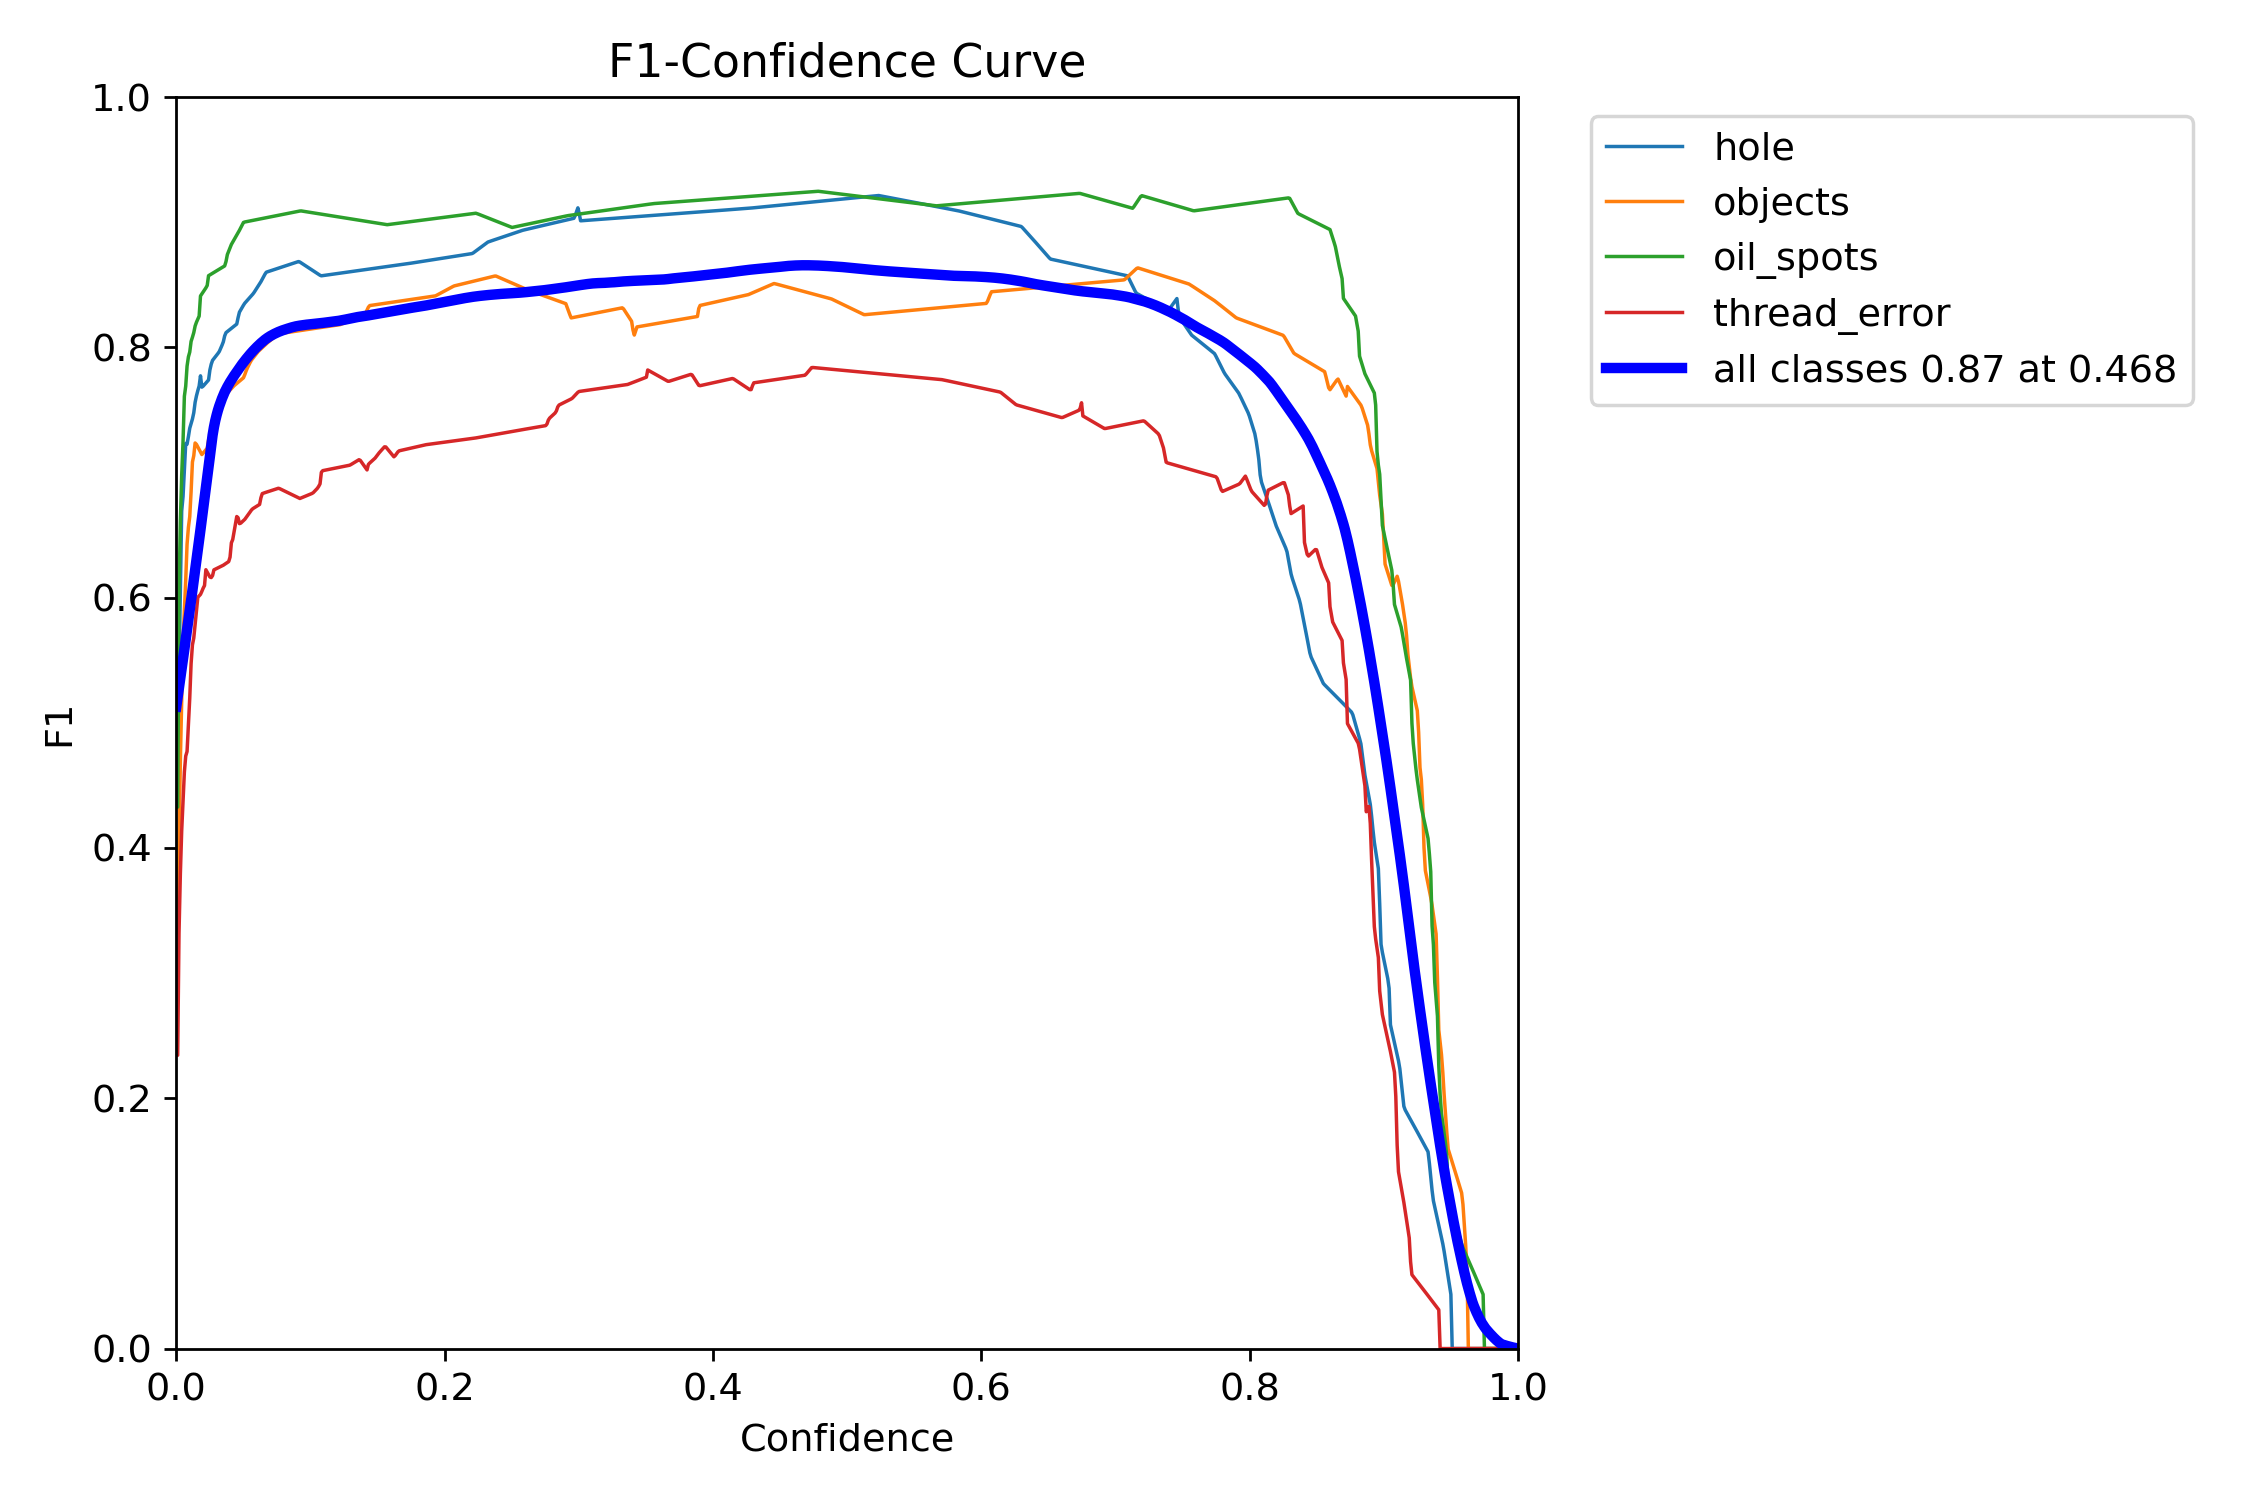 F1-Confidence Curve
1.0
0.8
0.6
0.4
0.2
0.0
F1
0.0 0.2 0.4 0.6 0.8 1.0
Confidence
hole
objects
oil_spots
thread_error
all classes 0.87 at 0.468